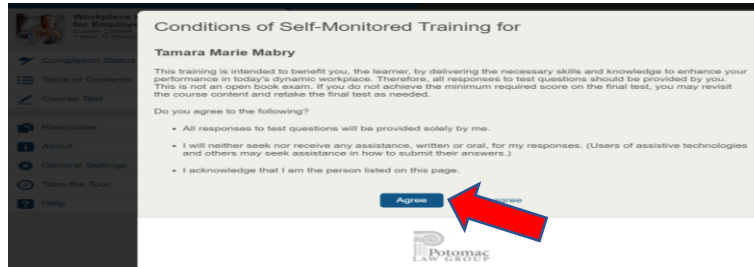 Workplace
for Employe
Custom Content
Completion Status
Table of Contents
Course Test
Resources
About
General Settings
Take the Tour
Help
Conditions of Self-Monitored Training for
Tamara Marie Mabry
This training is intended to benefit you, the learner, by delivering the necessary skills and knowledge to enhance your
performance in today's dynamic workplace. Therefore, all responses to test questions should be provided by you.
This is not an open book exam. If you do not achieve the minimum required score on the final test, you may revisit
the course content and retake the final test as needed.
Do you agree to the following?
• All responses to test questions will be provided solely by me.
• I will neither seek nor receive any assistance, written or oral, for my responses. (Users of assistive technologies
and others may seek assistance in how to submit their answers.)
• I acknowledge that I am the person listed on this page.
Agree
agree
Potomac
LAW GROUP